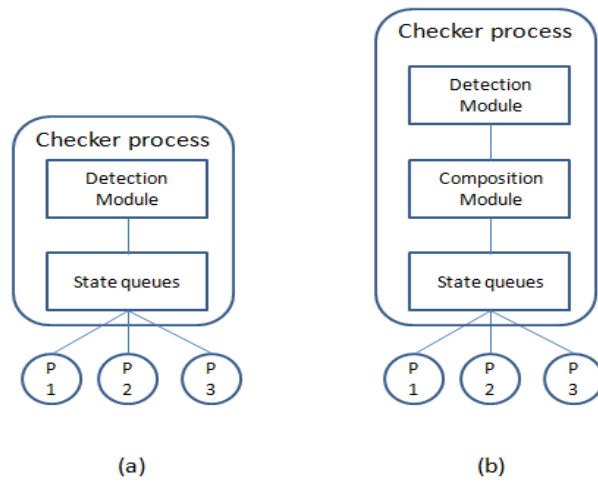 Checker process
Detection
Module
State queues
P
1
P
2
P
3
(a)
Checker process
Detection
Module
Composition
Module
State queues
P
1
P
2
P
3
(b)